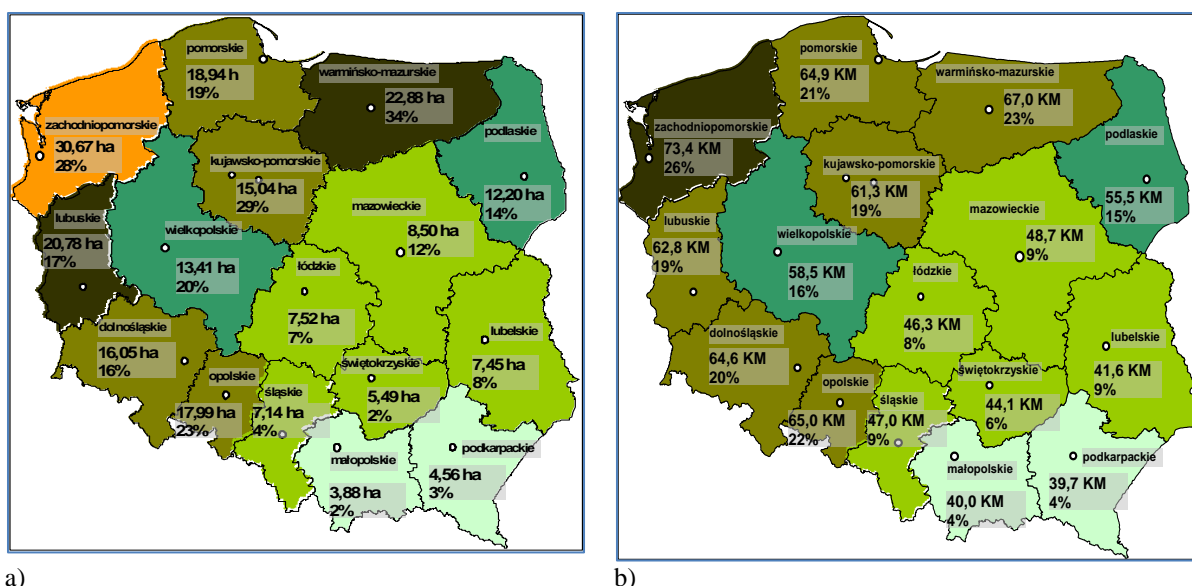 pomorskie
18,94 h
19%
warmińsko-mazurskie
22,88 ha
34%
zachodniopomorskie
30,67 ha
28%
podlaskie
12,20 ha
14%
kujawsko-pomorskie
15,04 ha
29%
mazowieckie
8,50 ha
12%
lubuskie
20,78 ha
17%
wielkopolskie
13,41 ha
20%
łódzkie
7,52 ha
7%
lubelskie
7,45 ha
8%
dolnośląskie
16,05 ha
16%
opolskie
17,99 ha
23%
śląskie
7,14 ha
4%
świętokrzyskie
5,49 ha
2%
małopolskie
3,88 ha
2%
podkarpackie
4,56 ha
3%
a)
pomorskie
64,9 KM
21%
warmińsko-mazurskie
67,0 KM
23%
zachodniopomorskie
73,4 KM
26%
podlaskie
55,5 KM
15%
kujawsko-pomorskie
61,3 KM
19%
mazowieckie
48,7 KM
9%
lubuskie
62,8 KM
19%
wielkopolskie
58,5 KM
16%
łódzkie
46,3 KM
8%
lubelskie
41,6 KM
9%
dolnośląskie
64,6 KM
20%
opolskie
65,0 KM
22%
śląskie
47,0 KM
9%
świętokrzyskie
44,1 KM
6%
małopolskie
40,0 KM
4%
podkarpackie
39,7 KM
4%
b)